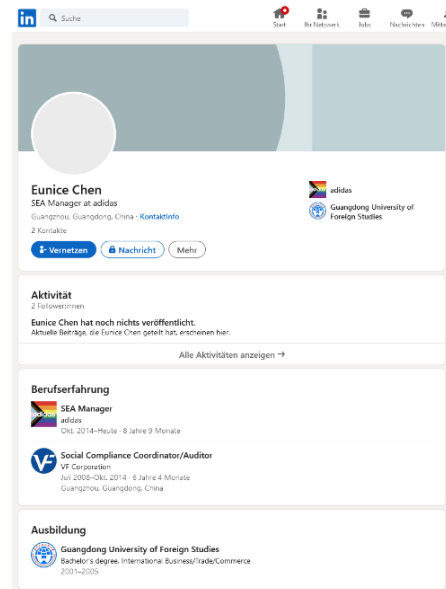 in
Suche
Start
Ihr Netzwerk
Jobs
Nachrichten
Eunice Chen
SEA Manager at adidas
Guangzhou, Guangdong, China · Kontaktinfo
2 Kontakte
adidas
Guangdong University of
Foreign Studies
Vernetzen
Nachricht
Mehr
Aktivität
2 Follower:innen
Eunice Chen hat noch nichts veröffentlicht.
Aktuelle Beiträge, die Eunice Chen geteilt hat, erscheinen hier.
Alle Aktivitäten anzeigen →
Berufserfahrung
SEA Manager
adidas
Okt. 2014–Heute · 8 Jahre 9 Monate
Social Compliance Coordinator/Auditor
VF Corporation
Juli 2008–Okt. 2014 · 6 Jahre 4 Monate
Guangzhou, Guangdong, China
Ausbildung
Guangdong University of Foreign Studies
Bachelor's degree, International Business/Trade/Commerce
2001–2005